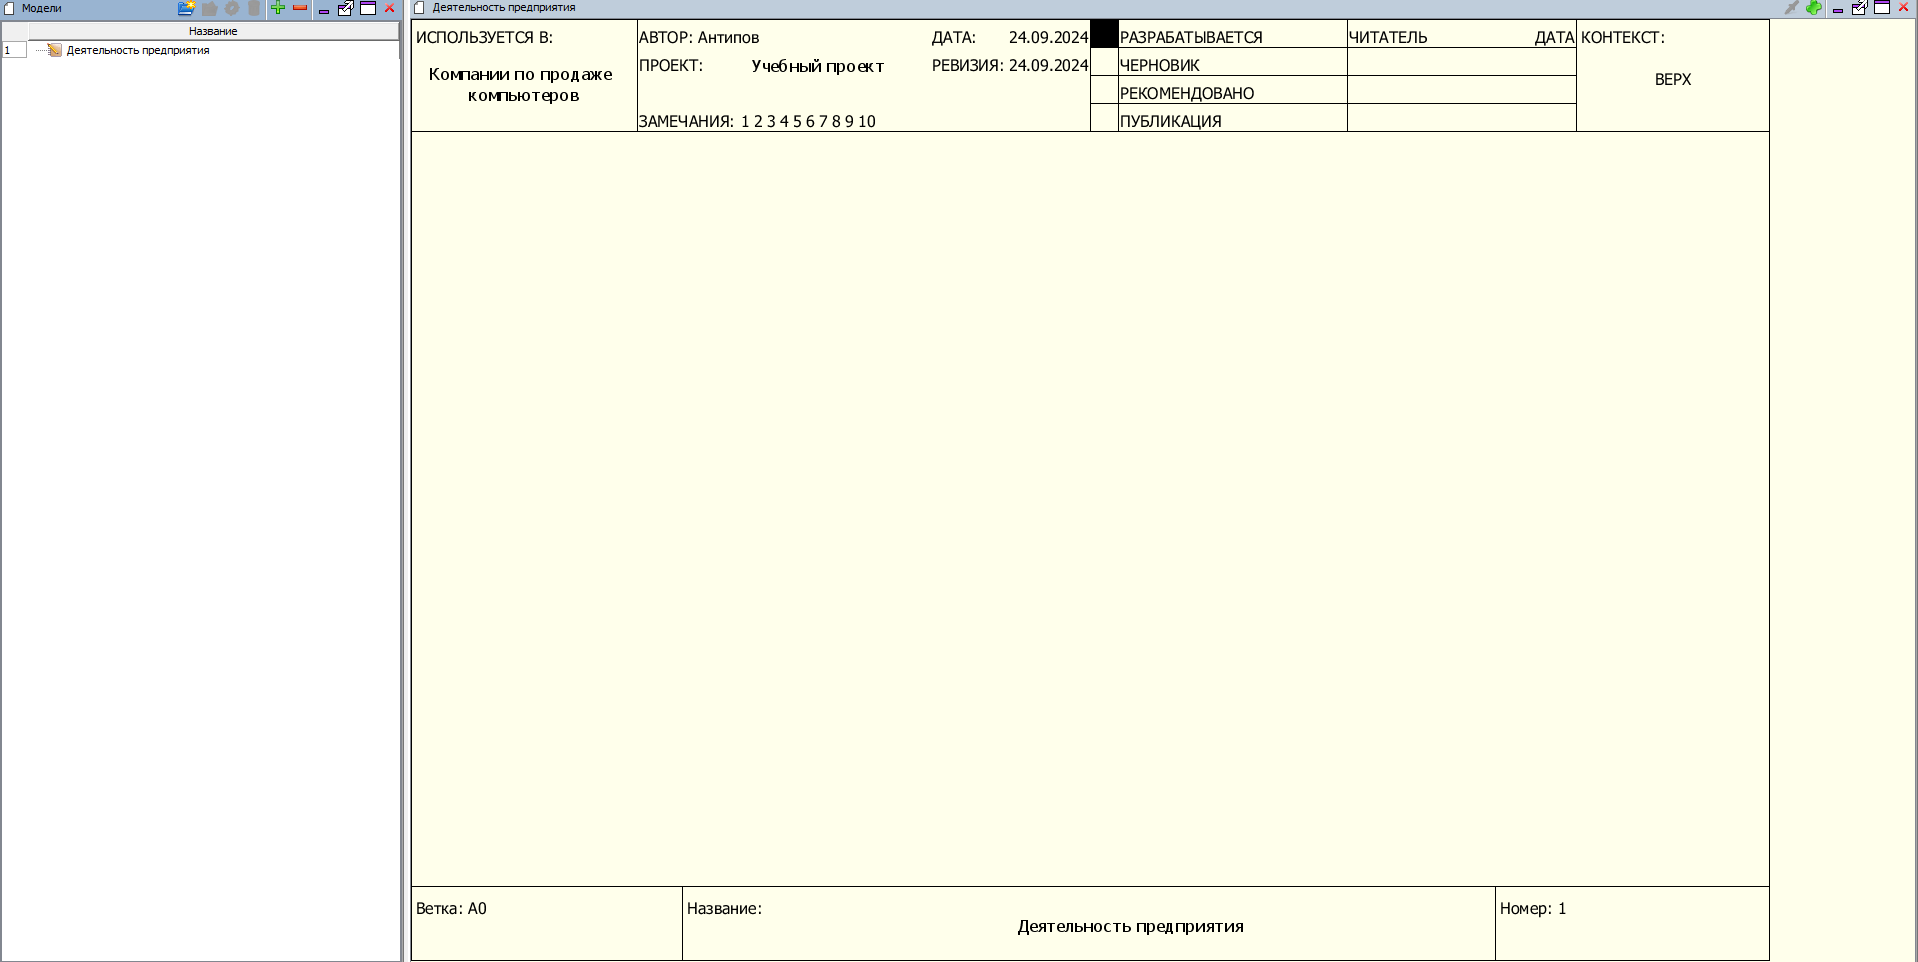 Модели
Название
1
Деятельность предприятия
Деятельность предприятия
ИСПОЛЬЗУЕТСЯ В:
Компании по продаже
компьютеров
АВТОР: Антипов
ДАТА: 24.09.2024
ПРОЕКТ: Учебный проект
РЕВИЗИЯ: 24.09.2024
ЗАМЕЧАНИЯ: 1 2 3 4 5 6 7 8 9 10
РАЗРАБАТЫВАЕТСЯ
ЧЕРНОВИК
РЕКОМЕНДОВАНО
ПУБЛИКАЦИЯ
ЧИТАТЕЛЬ ДАТА
КОНТЕКСТ:
ВЕРХ
Ветка: A0
Название:
Деятельность предприятия
Номер: 1